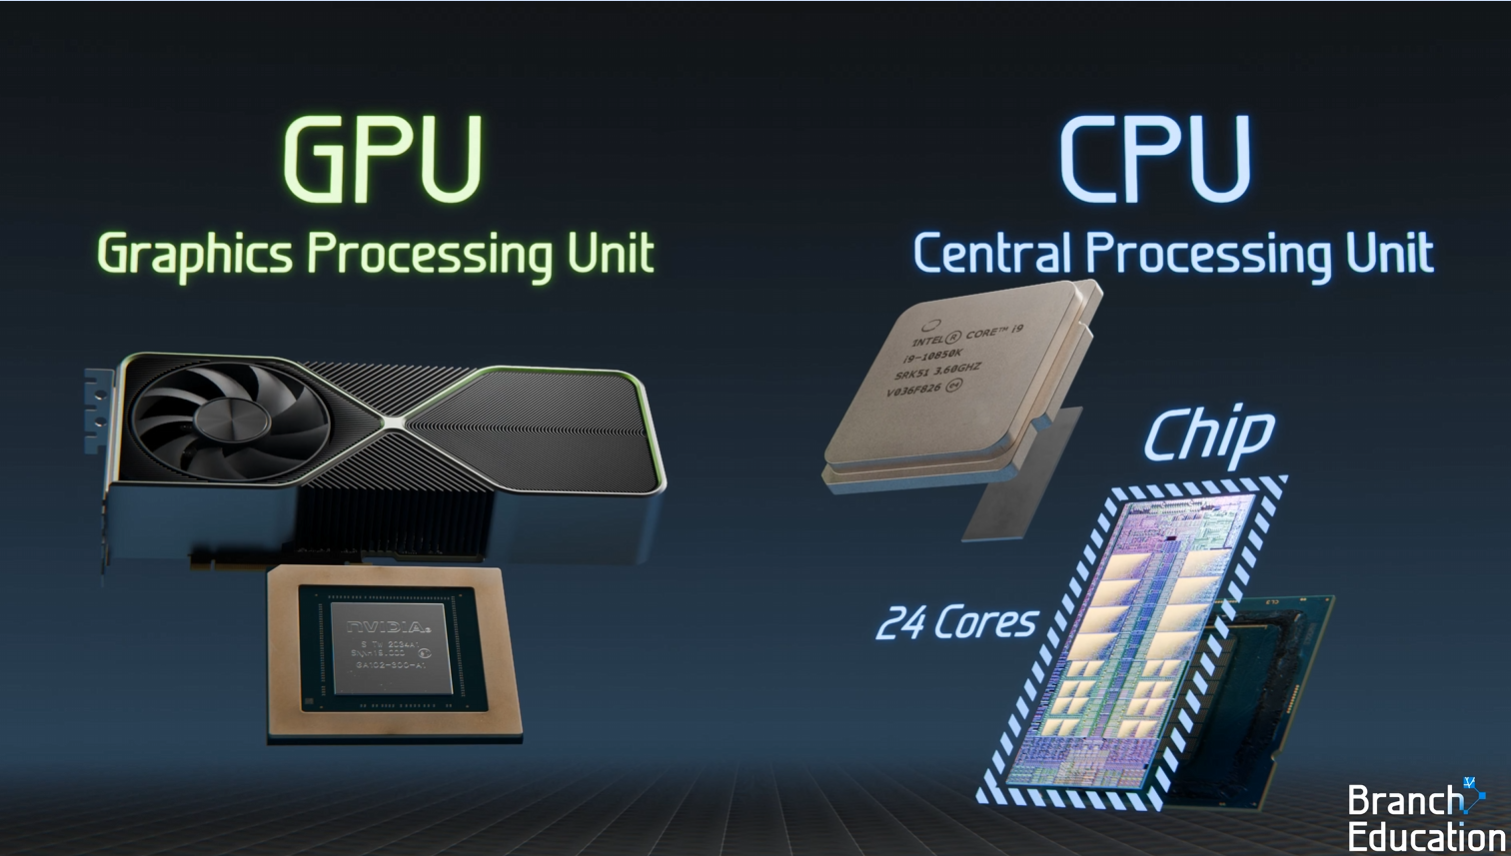 GPU
Graphics Processing Unit
CPU
Central Processing Unit
INTEL® CORE™ i9
i9-10850K
SRK51 3.60GHZ
V036F826
Chip
24 Cores
NVIDIA
GA102-300-A1
Branch
Education